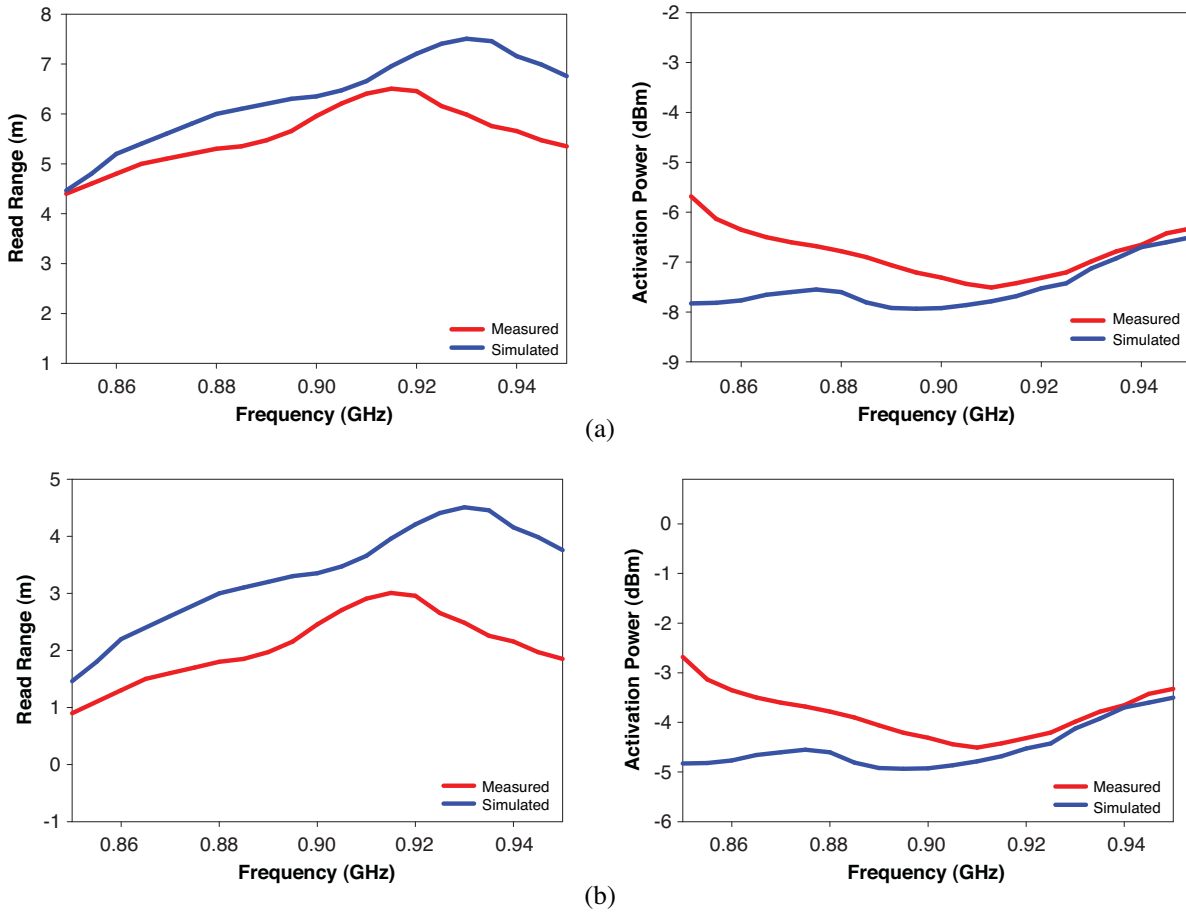 8
7
6
5
4
3
2
1
Read Range (m)
0.86 0.88 0.90 0.92 0.94
Frequency (GHz)
Measured
Simulated
-2
-3
-4
-5
-6
-7
-8
-9
Activation Power (dBm)
0.86 0.88 0.90 0.92 0.94
Frequency (GHz)
Measured
Simulated
(a)
5
4
3
2
1
0
-1
Read Range (m)
0.86 0.88 0.90 0.92 0.94
Frequency (GHz)
Measured
Simulated
0
-1
-2
-3
-4
-5
-6
Activation Power (dBm)
0.86 0.88 0.90 0.92 0.94
Frequency (GHz)
Measured
Simulated
(b)